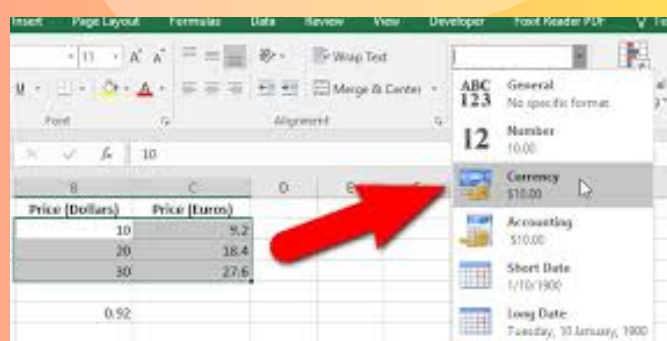 Insert Page Layout Formulas Data Review View Developer Foxit Reader PDF
11 A A Wrap Text
ABC 123 General
No specific format
U A Merge & Center
12 Number
10.00
Font Alignment
fx 10
Currency
$10.00
B C D E
Price (Dollars) Price (Euros)
Accounting
$10.00
10 9.2
20 18.4
30 27.6
Short Date
1/10/1900
0.92
Long Date
Tuesday, 10 January, 1900